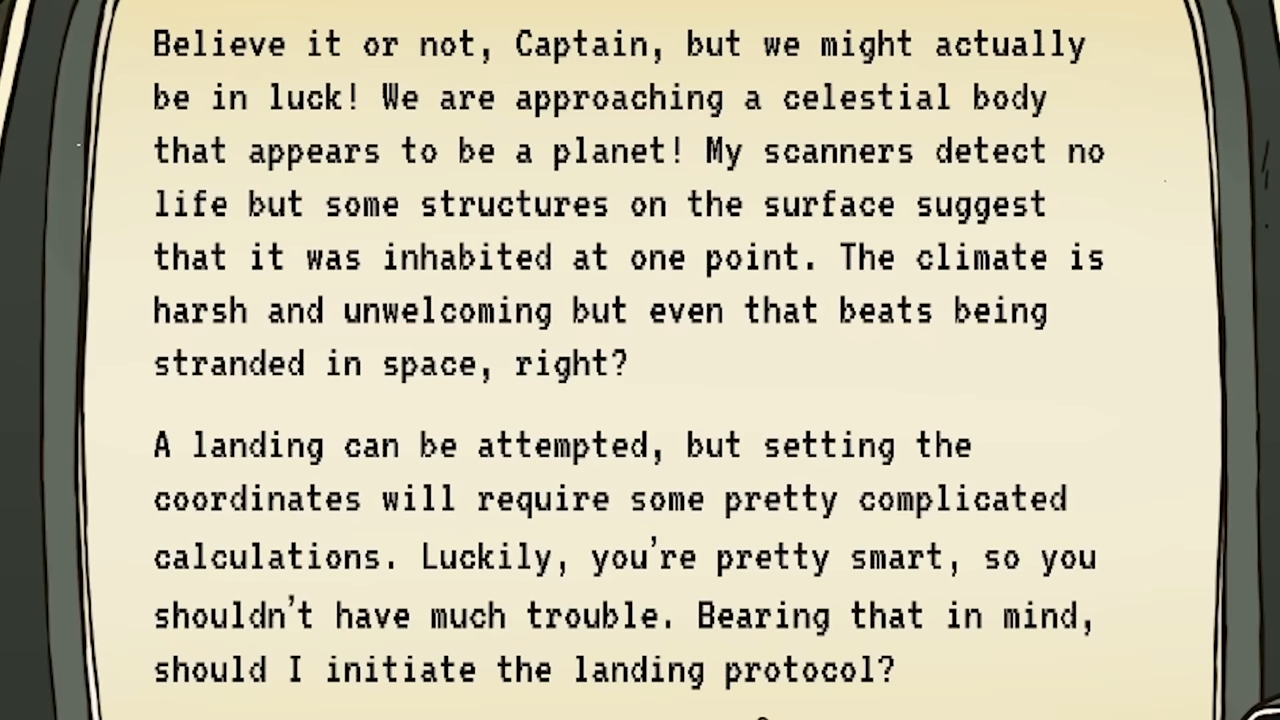 Believe it or not, Captain, but we might actually
be in luck! We are approaching a celestial body
that appears to be a planet! My scanners detect no
life but some structures on the surface suggest
that it was inhabited at one point. The climate is
harsh and unwelcoming but even that beats being
stranded in space, right?
A landing can be attempted, but setting the
coordinates will require some pretty complicated
calculations. Luckily, you're pretty smart, so you
shouldn't have much trouble. Bearing that in mind,
should I initiate the landing protocol?